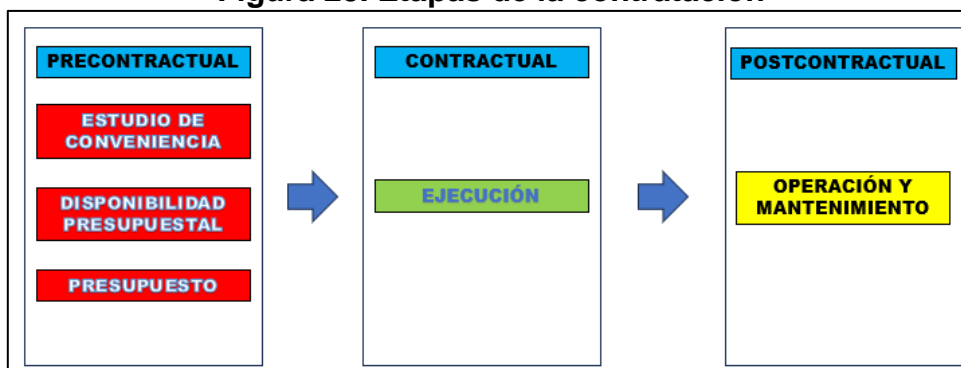 PRECONTRACTUAL
ESTUDIO DE
CONVENIENCIA
DISPONIBILIDAD
PRESUPUESTAL
PRESUPUESTO
CONTRACTUAL
EJECUCIÓN
POSTCONTRACTUAL
OPERACIÓN Y
MANTENIMIENTO